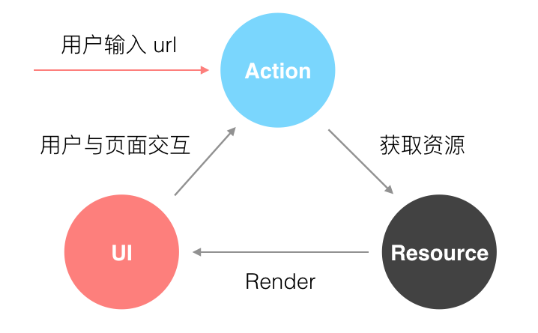 用户输入 url
Action
用户与页面交互
获取资源
UI
Resource
Render